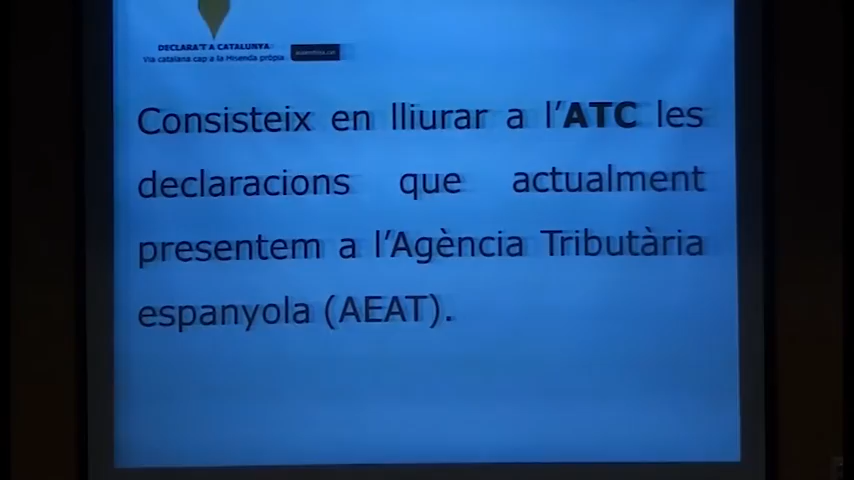 DECLARA'T A CATALUNYA
Via catalana cap a la Hisenda pròpia
Consisteix en lliurar a l'ATC les
declaracions que actualment
presentem a l'Agència Tributària
espanyola (AEAT).